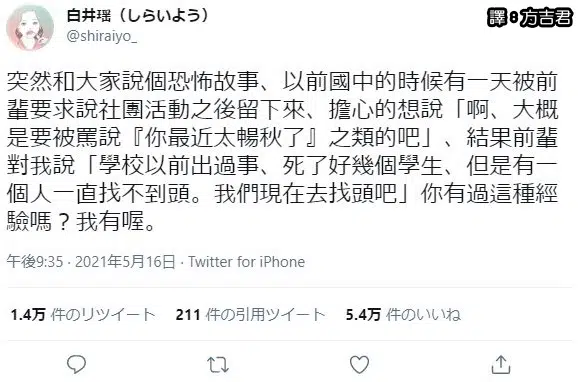 白井瑶（しらいよう）
譯：方吉君
@shiraiyo_
突然和大家說個恐怖故事、以前國中的時候有一天被前
輩要求說社團活動之後留下來、擔心的想說「啊、大概
是要被罵說『你最近太暢秋了』之類的吧」、結果前輩
對我說「學校以前出過事、死了好幾個學生、但是有一
個人一直找不到頭。我們現在去找頭吧」你有過這種經
驗嗎？我有喔。
午後9:35 · 2021年5月16日 · Twitter for iPhone
1.4万 件のリツイート 211 件の引用ツイート 5.4万 件のいいね